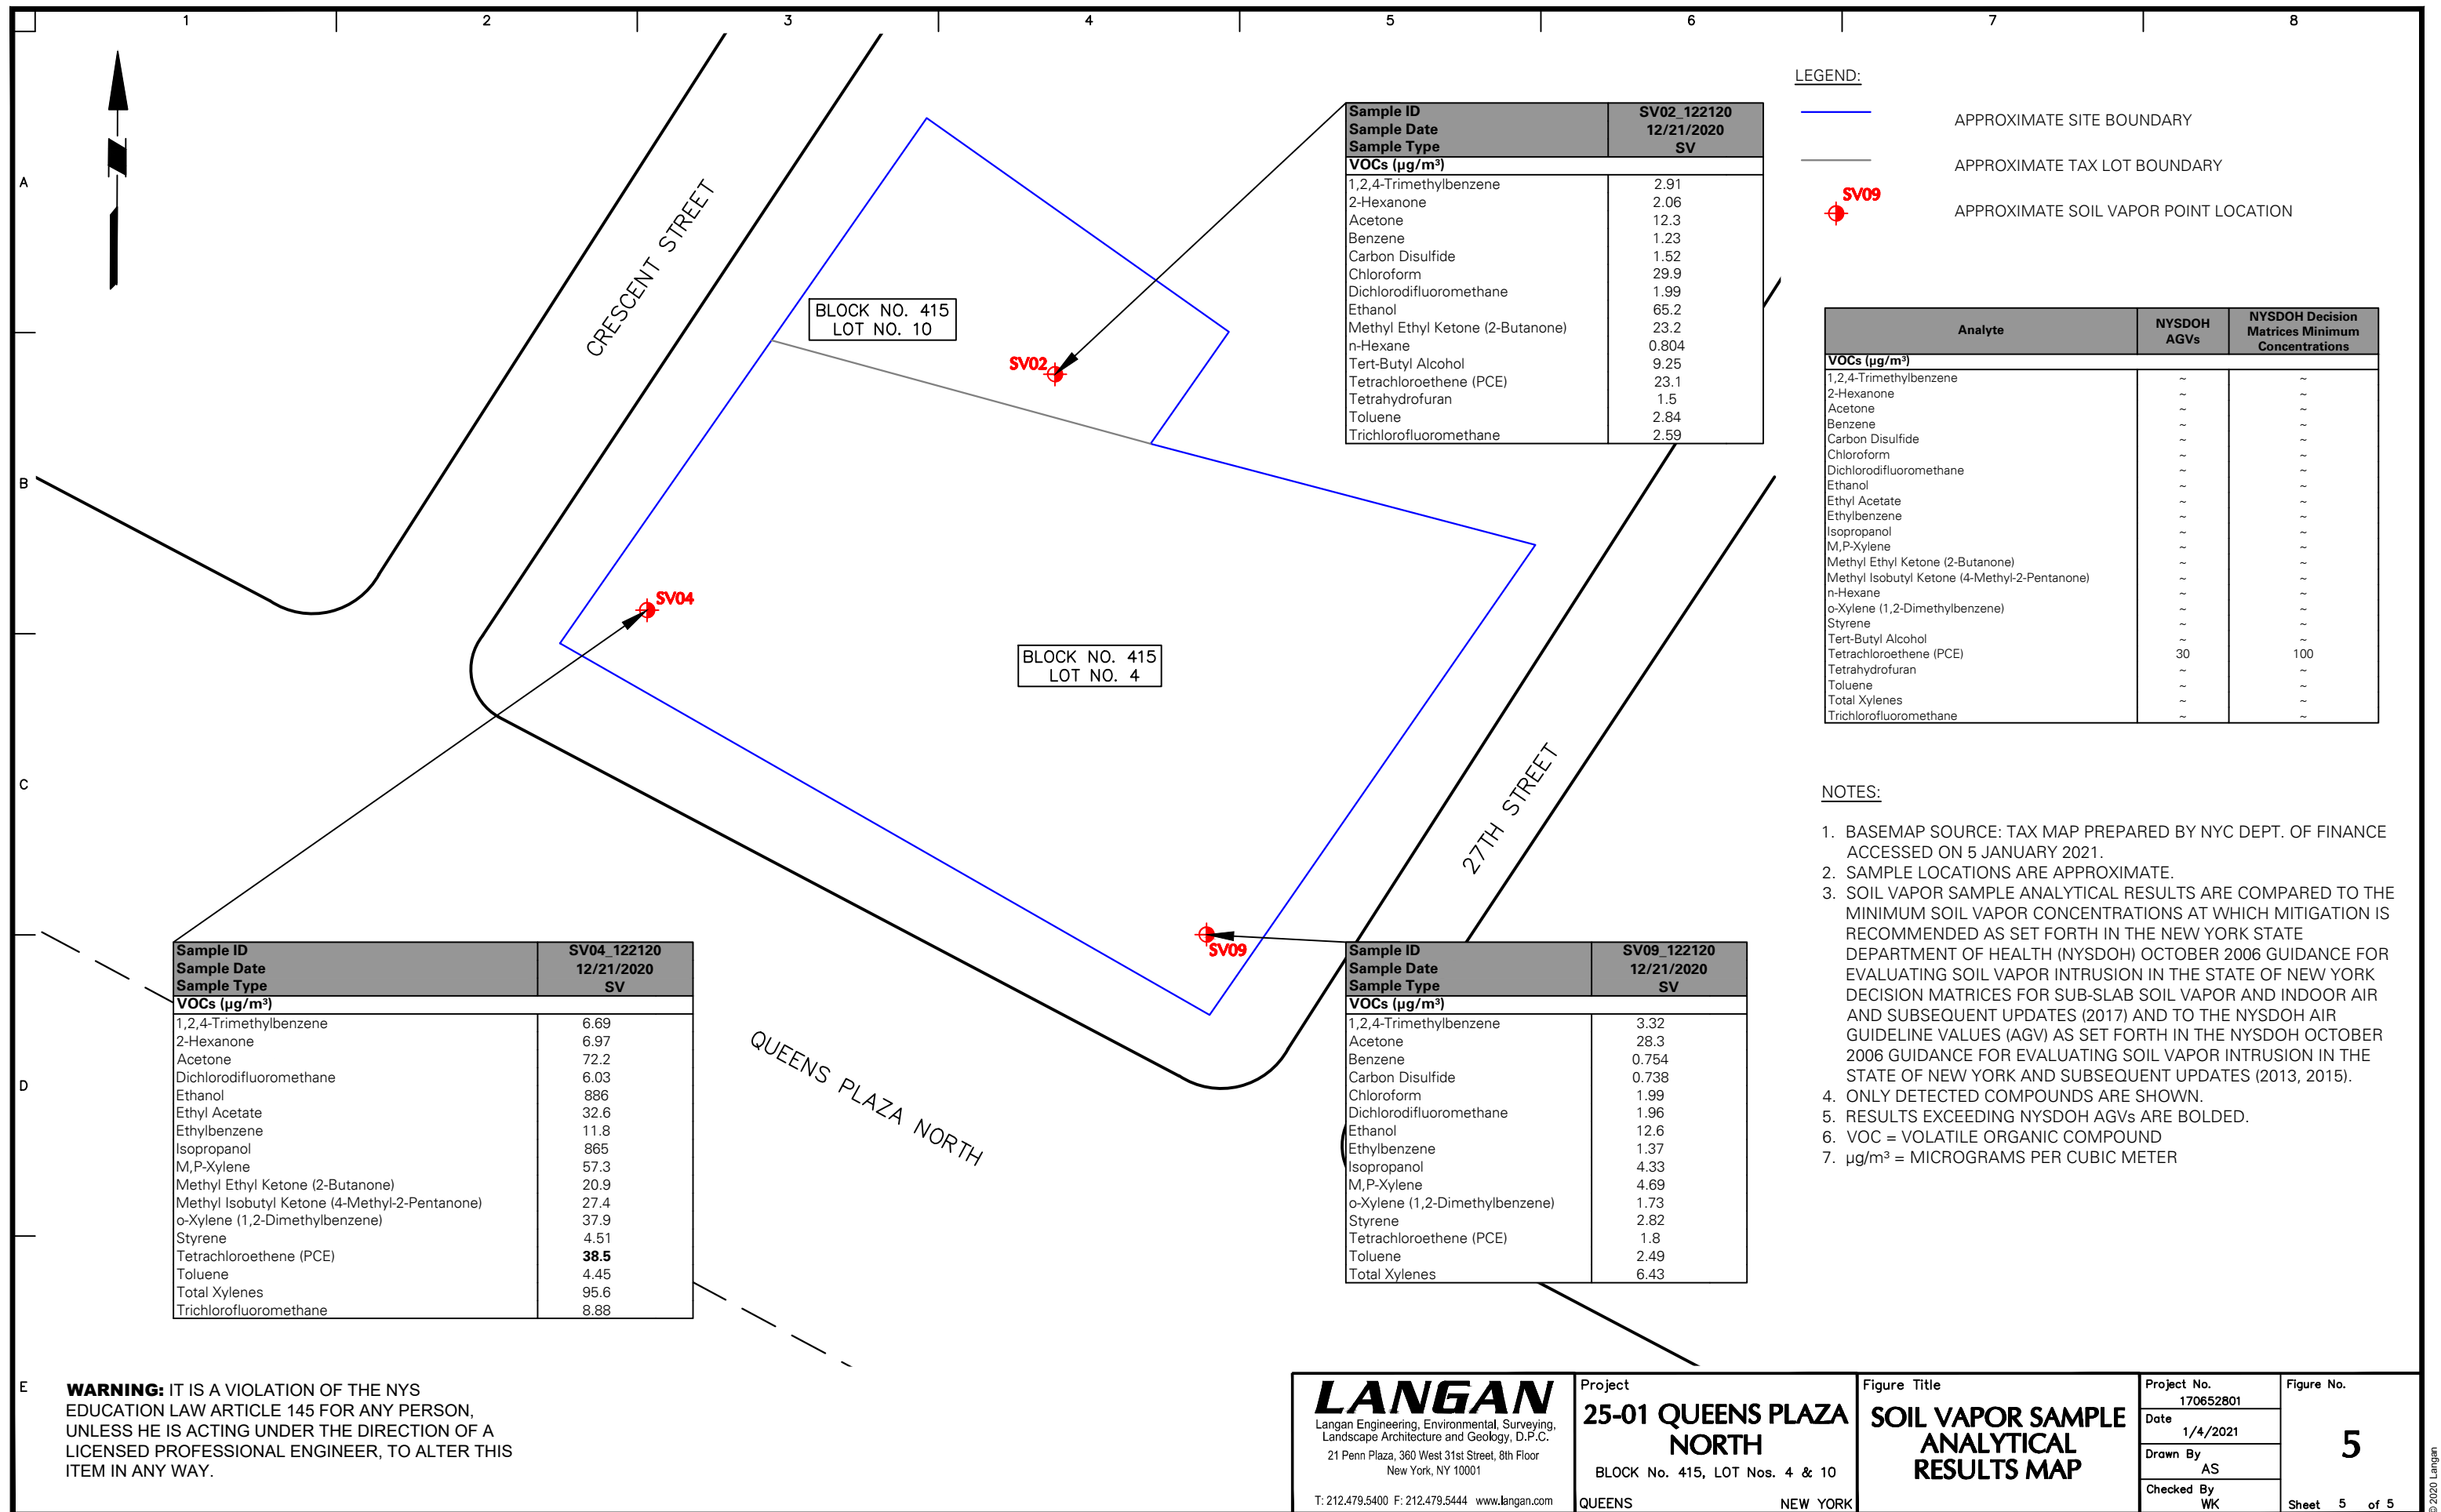 1 2 3 4 5 6 7 8
A
B
C
D
E
N
CRESCENT STREET
27TH STREET
QUEENS PLAZA NORTH
BLOCK NO. 415
LOT NO. 10
BLOCK NO. 415
LOT NO. 4
SV02
SV04
SV09
Sample ID SV02_122120
Sample Date 12/21/2020
Sample Type SV
VOCs (µg/m³)
1,2,4-Trimethylbenzene 2.91
2-Hexanone 2.06
Acetone 12.3
Benzene 1.23
Carbon Disulfide 1.52
Chloroform 29.9
Dichlorodifluoromethane 1.99
Ethanol 65.2
Methyl Ethyl Ketone (2-Butanone) 23.2
n-Hexane 0.804
Tert-Butyl Alcohol 9.25
Tetrachloroethene (PCE) 23.1
Tetrahydrofuran 1.5
Toluene 2.84
Trichlorofluoromethane 2.59
LEGEND:
APPROXIMATE SITE BOUNDARY
APPROXIMATE TAX LOT BOUNDARY
SV09
APPROXIMATE SOIL VAPOR POINT LOCATION
Analyte NYSDOH AGVs NYSDOH Decision Matrices Minimum Concentrations
VOCs (µg/m³)
1,2,4-Trimethylbenzene ~ ~
2-Hexanone ~ ~
Acetone ~ ~
Benzene ~ ~
Carbon Disulfide ~ ~
Chloroform ~ ~
Dichlorodifluoromethane ~ ~
Ethanol ~ ~
Ethyl Acetate ~ ~
Ethylbenzene ~ ~
Isopropanol ~ ~
M,P-Xylene ~ ~
Methyl Ethyl Ketone (2-Butanone) ~ ~
Methyl Isobutyl Ketone (4-Methyl-2-Pentanone) ~ ~
n-Hexane ~ ~
o-Xylene (1,2-Dimethylbenzene) ~ ~
Styrene ~ ~
Tert-Butyl Alcohol ~ ~
Tetrachloroethene (PCE) 30 100
Tetrahydrofuran ~ ~
Toluene ~ ~
Total Xylenes ~ ~
Trichlorofluoromethane ~ ~
NOTES:
1. BASEMAP SOURCE: TAX MAP PREPARED BY NYC DEPT. OF FINANCE
ACCESSED ON 5 JANUARY 2021.
2. SAMPLE LOCATIONS ARE APPROXIMATE.
3. SOIL VAPOR SAMPLE ANALYTICAL RESULTS ARE COMPARED TO THE
MINIMUM SOIL VAPOR CONCENTRATIONS AT WHICH MITIGATION IS
RECOMMENDED AS SET FORTH IN THE NEW YORK STATE
DEPARTMENT OF HEALTH (NYSDOH) OCTOBER 2006 GUIDANCE FOR
EVALUATING SOIL VAPOR INTRUSION IN THE STATE OF NEW YORK
DECISION MATRICES FOR SUB-SLAB SOIL VAPOR AND INDOOR AIR
AND SUBSEQUENT UPDATES (2017) AND TO THE NYSDOH AIR
GUIDELINE VALUES (AGV) AS SET FORTH IN THE NYSDOH OCTOBER
2006 GUIDANCE FOR EVALUATING SOIL VAPOR INTRUSION IN THE
STATE OF NEW YORK AND SUBSEQUENT UPDATES (2013, 2015).
4. ONLY DETECTED COMPOUNDS ARE SHOWN.
5. RESULTS EXCEEDING NYSDOH AGVs ARE BOLDED.
6. VOC = VOLATILE ORGANIC COMPOUND
7. µg/m³ = MICROGRAMS PER CUBIC METER
Sample ID SV04_122120
Sample Date 12/21/2020
Sample Type SV
VOCs (µg/m³)
1,2,4-Trimethylbenzene 6.69
2-Hexanone 6.97
Acetone 72.2
Dichlorodifluoromethane 6.03
Ethanol 886
Ethyl Acetate 32.6
Ethylbenzene 11.8
Isopropanol 865
M,P-Xylene 57.3
Methyl Ethyl Ketone (2-Butanone) 20.9
Methyl Isobutyl Ketone (4-Methyl-2-Pentanone) 27.4
o-Xylene (1,2-Dimethylbenzene) 37.9
Styrene 4.51
Tetrachloroethene (PCE) 38.5
Toluene 4.45
Total Xylenes 95.6
Trichlorofluoromethane 8.88
Sample ID SV09_122120
Sample Date 12/21/2020
Sample Type SV
VOCs (µg/m³)
1,2,4-Trimethylbenzene 3.32
Acetone 28.3
Benzene 0.754
Carbon Disulfide 0.738
Chloroform 1.99
Dichlorodifluoromethane 1.96
Ethanol 12.6
Ethylbenzene 1.37
Isopropanol 4.33
M,P-Xylene 4.69
o-Xylene (1,2-Dimethylbenzene) 1.73
Styrene 2.82
Tetrachloroethene (PCE) 1.8
Toluene 2.49
Total Xylenes 6.43
WARNING: IT IS A VIOLATION OF THE NYS
EDUCATION LAW ARTICLE 145 FOR ANY PERSON,
UNLESS HE IS ACTING UNDER THE DIRECTION OF A
LICENSED PROFESSIONAL ENGINEER, TO ALTER THIS
ITEM IN ANY WAY.
LANGAN
Langan Engineering, Environmental, Surveying,
Landscape Architecture and Geology, D.P.C.
21 Penn Plaza, 360 West 31st Street, 8th Floor
New York, NY 10001
T: 212.479.5400 F: 212.479.5444 www.langan.com
Project
25-01 QUEENS PLAZA
NORTH
BLOCK No. 415, LOT Nos. 4 & 10
QUEENS NEW YORK
Figure Title
SOIL VAPOR SAMPLE
ANALYTICAL
RESULTS MAP
Project No.
170652801
Date
1/4/2021
Drawn By
AS
Checked By
WK
Figure No.
5
Sheet 5 of 5
© 2020 Langan